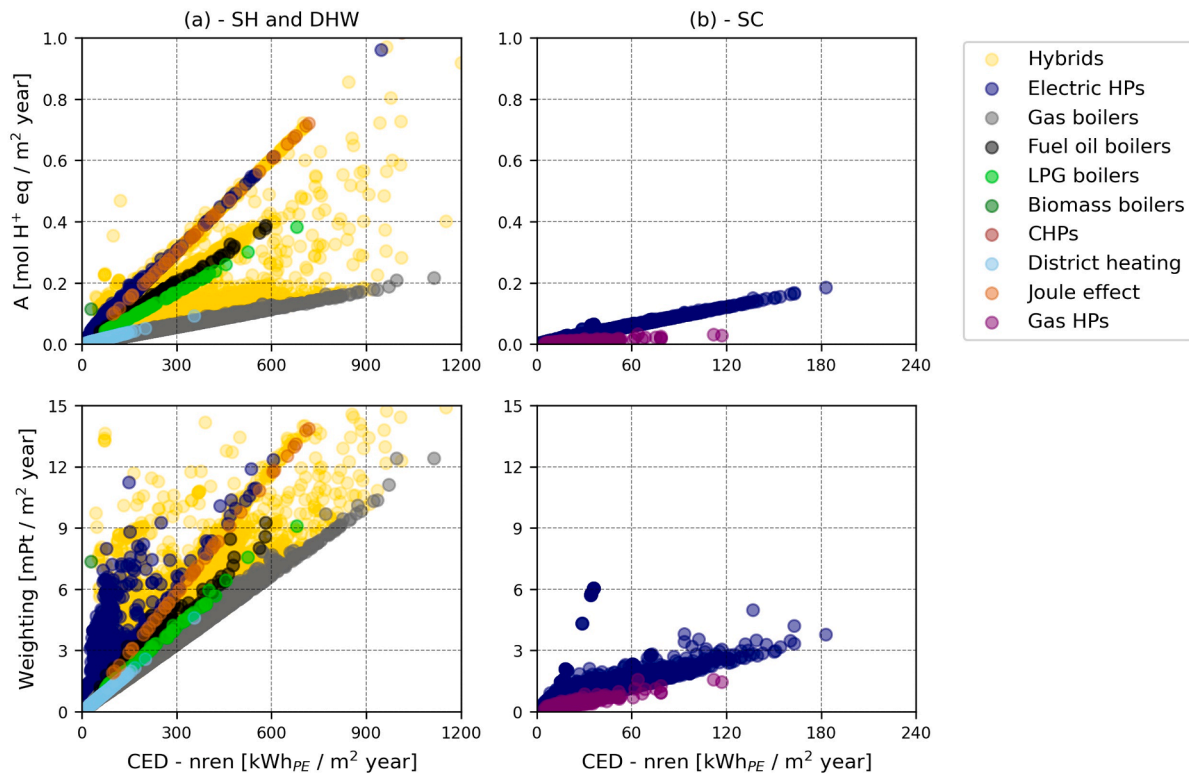 (a) - SH and DHW
(b) - SC
A [mol H⁺ eq / m² year]
1.0
0.8
0.6
0.4
0.2
0.0
0 300 600 900 1200
1.0
0.8
0.6
0.4
0.2
0.0
0 60 120 180 240
Hybrids
Electric HPs
Gas boilers
Fuel oil boilers
LPG boilers
Biomass boilers
CHPs
District heating
Joule effect
Gas HPs
Weighting [mPt / m² year]
15
12
9
6
3
0
0 300 600 900 1200
CED - nren [kWh_PE / m² year]
15
12
9
6
3
0
0 60 120 180 240
CED - nren [kWh_PE / m² year]